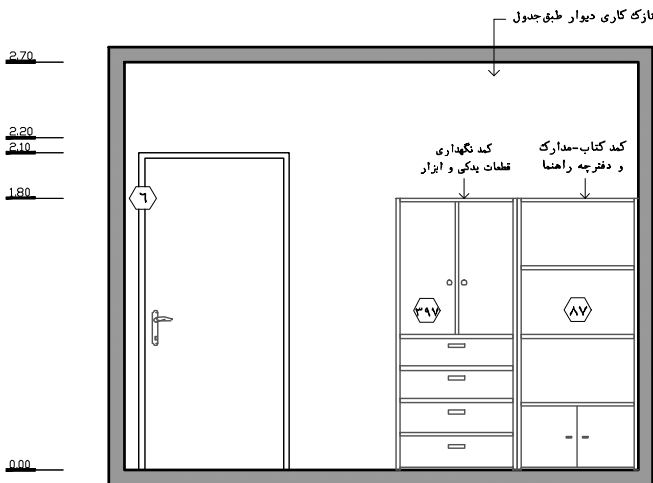 نازک کاری دیوار طبق جدول
2.70
2.20
2.10
1.80
0.00
کمد نگهداری
قطعات یدکی و ابزار
کمد کتاب-مدارک
و دفترچه راهنما
٦
٣٩٧
٨٧